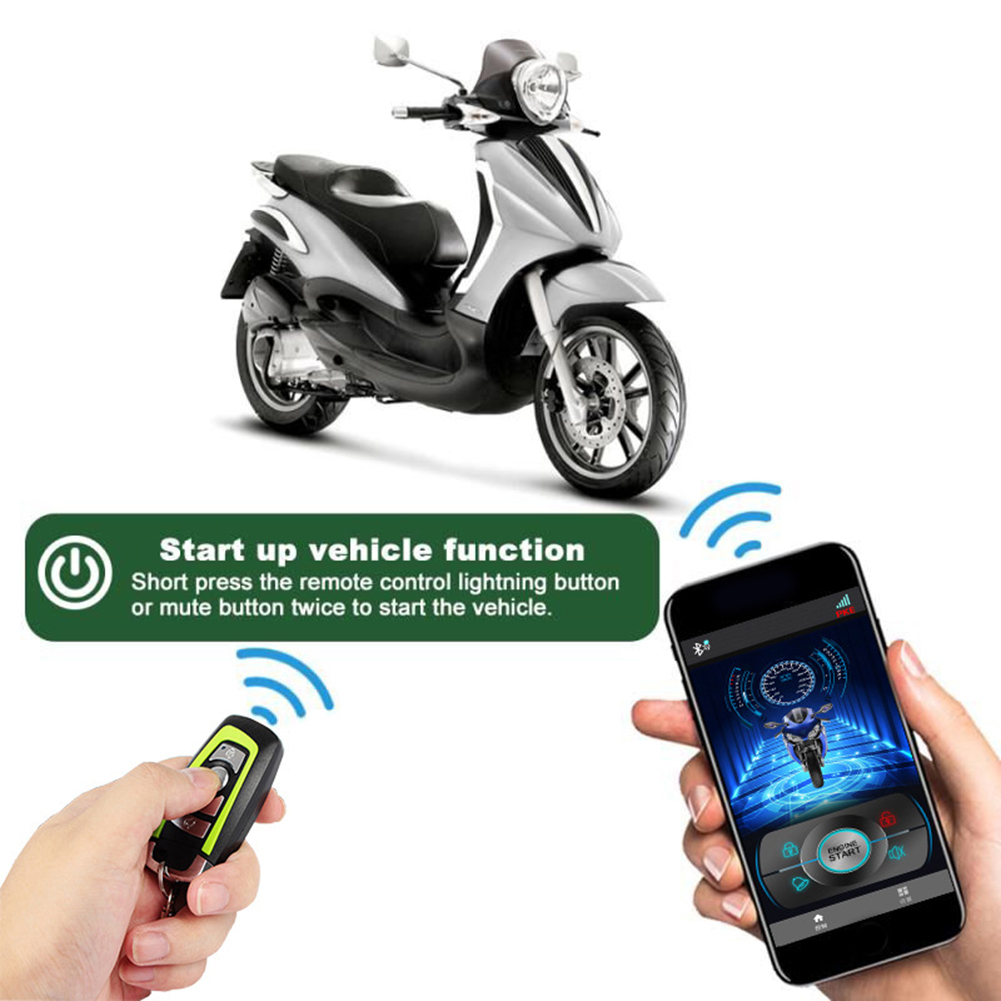 Start up vehicle function
Short press the remote control lightning button
or mute button twice to start the vehicle.
PKE
ENGINE
START